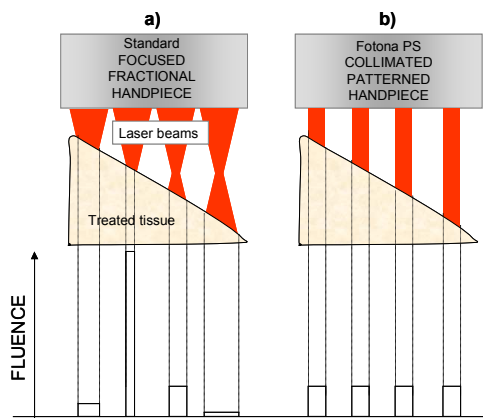 a)
Standard
FOCUSED
FRACTIONAL
HANDPIECE
Laser beams
Treated tissue
FLUENCE
b)
Fotona PS
COLLIMATED
PATTERNED
HANDPIECE